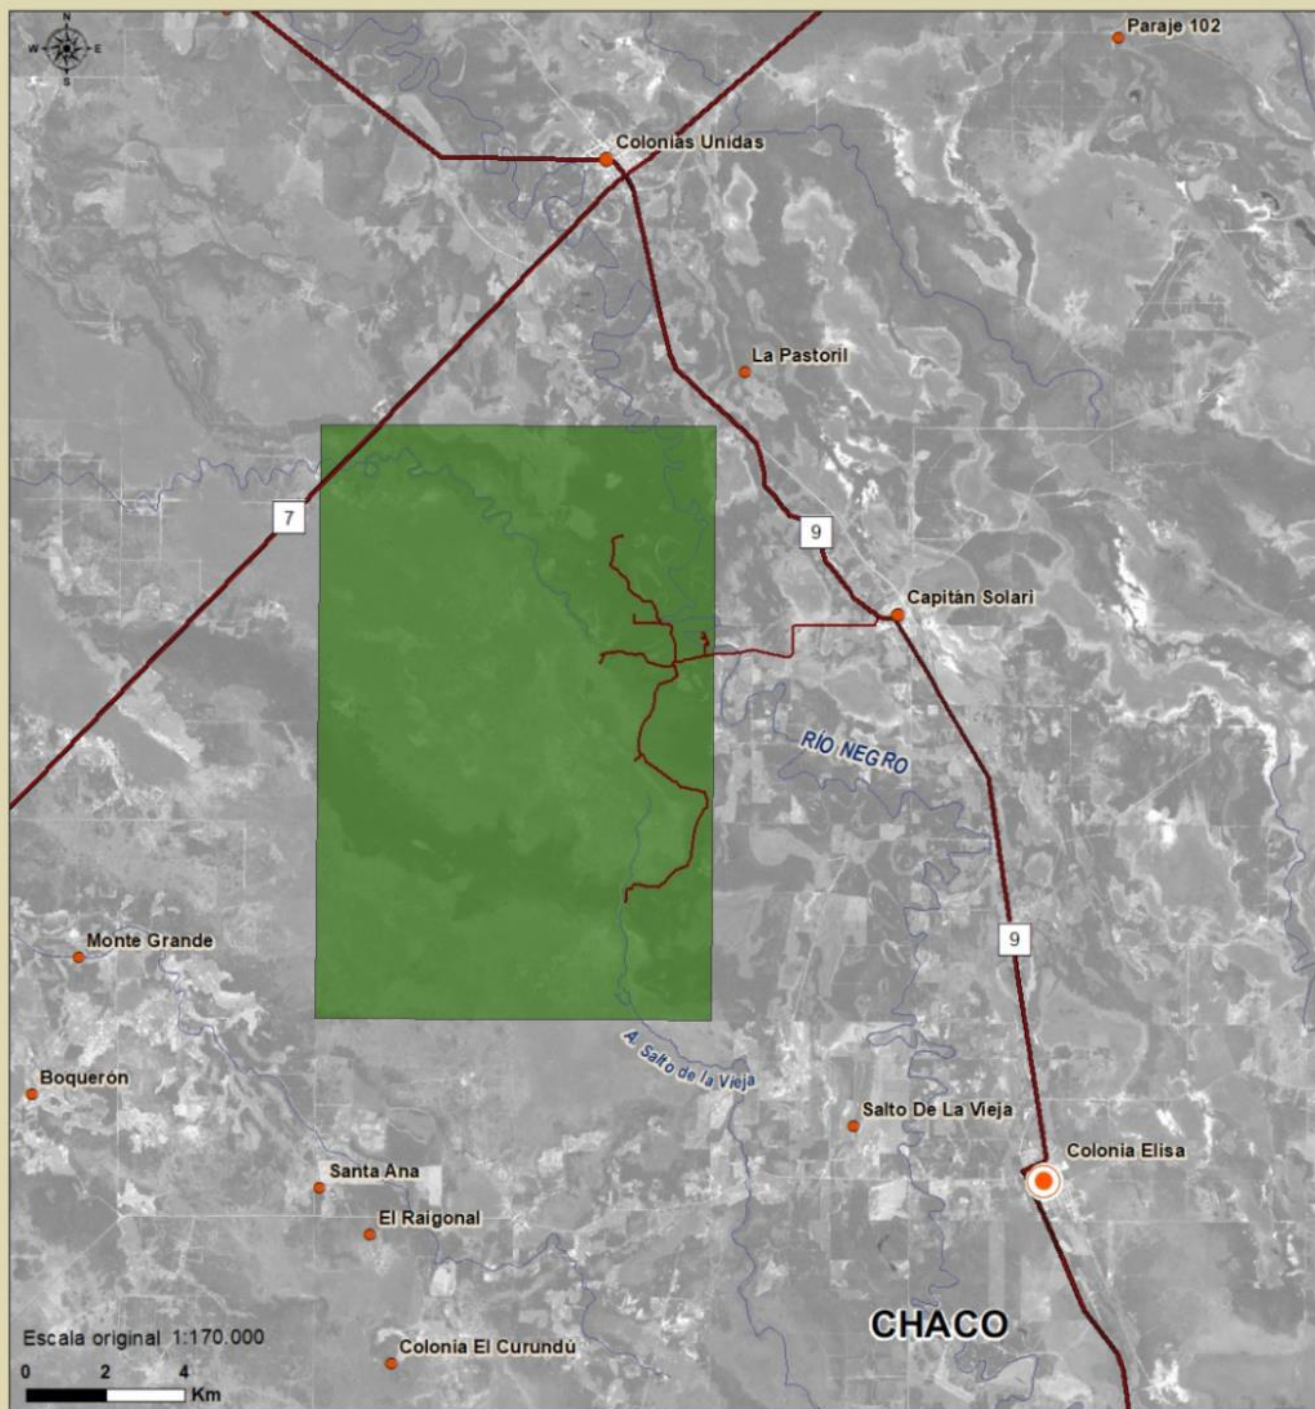 N
W E
S
Paraje 102
Colonias Unidas
La Pastoril
7
9
Capitán Solari
RÍO NEGRO
9
Monte Grande
A. Salto de la Vieja
Boquerón
Salto De La Vieja
Colonia Elisa
Santa Ana
El Raigonal
CHACO
Escala original 1:170.000
Colonia El Curundú
0 2 4
Km